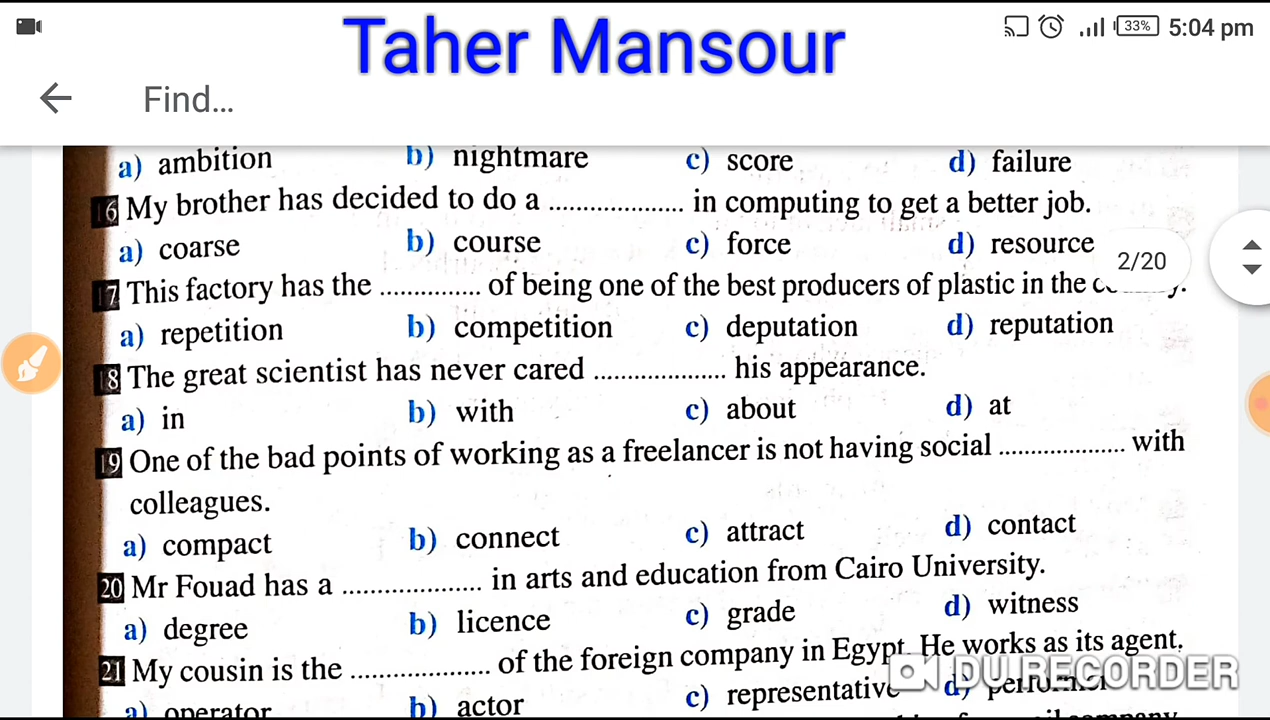 Taher Mansour
33% 5:04 pm
Find...
a) ambition b) nightmare c) score d) failure
16 My brother has decided to do a .................. in computing to get a better job.
a) coarse b) course c) force d) resource
2/20
17 This factory has the .............. of being one of the best producers of plastic in the
a) repetition b) competition c) deputation d) reputation
18 The great scientist has never cared .................. his appearance.
a) in b) with c) about d) at
19 One of the bad points of working as a freelancer is not having social .................. with
colleagues.
a) compact b) connect c) attract d) contact
20 Mr Fouad has a .................. in arts and education from Cairo University.
a) degree b) licence c) grade d) witness
21 My cousin is the .................. of the foreign company in Egypt. He works as its agent.
a) operator b) actor c) representative d) performer
DU RECORDER